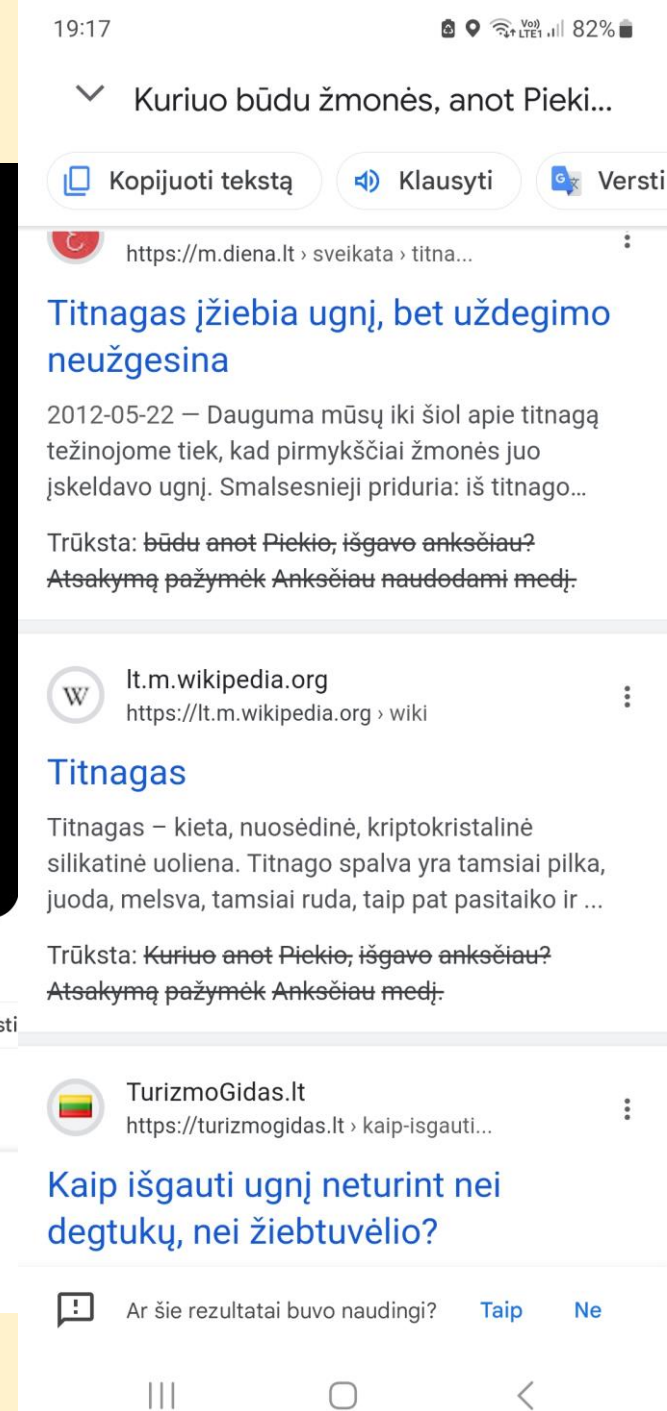 19:17
Vo)) LTE1 82%
Kuriuo būdu žmonės, anot Pieki...
Kopijuoti tekstą Klausyti Versti
https://m.diena.lt › sveikata › titna...
Titnagas įžiebia ugnį, bet uždegimo
neužgesina
2012-05-22 — Dauguma mūsų iki šiol apie titnagą
težinojome tiek, kad pirmykščiai žmonės juo
įskeldavo ugnį. Smalsesnieji priduria: iš titnago...
Trūksta: būdu anot Piekio, išgavo anksčiau?
Atsakymą pažymėk Anksčiau naudodami medį.
W
lt.m.wikipedia.org
https://lt.m.wikipedia.org › wiki
Titnagas
Titnagas – kieta, nuosėdinė, kriptokristalinė
silikatinė uoliena. Titnago spalva yra tamsiai pilka,
juoda, melsva, tamsiai ruda, taip pat pasitaiko ir ...
Trūksta: Kuriuo anot Piekio, išgavo anksčiau?
Atsakymą pažymėk Anksčiau medį.
sti
TurizmoGidas.lt
https://turizmogidas.lt › kaip-isgauti...
Kaip išgauti ugnį neturint nei
degtukų, nei žiebtuvėlio?
Ar šie rezultatai buvo naudingi? Taip Ne